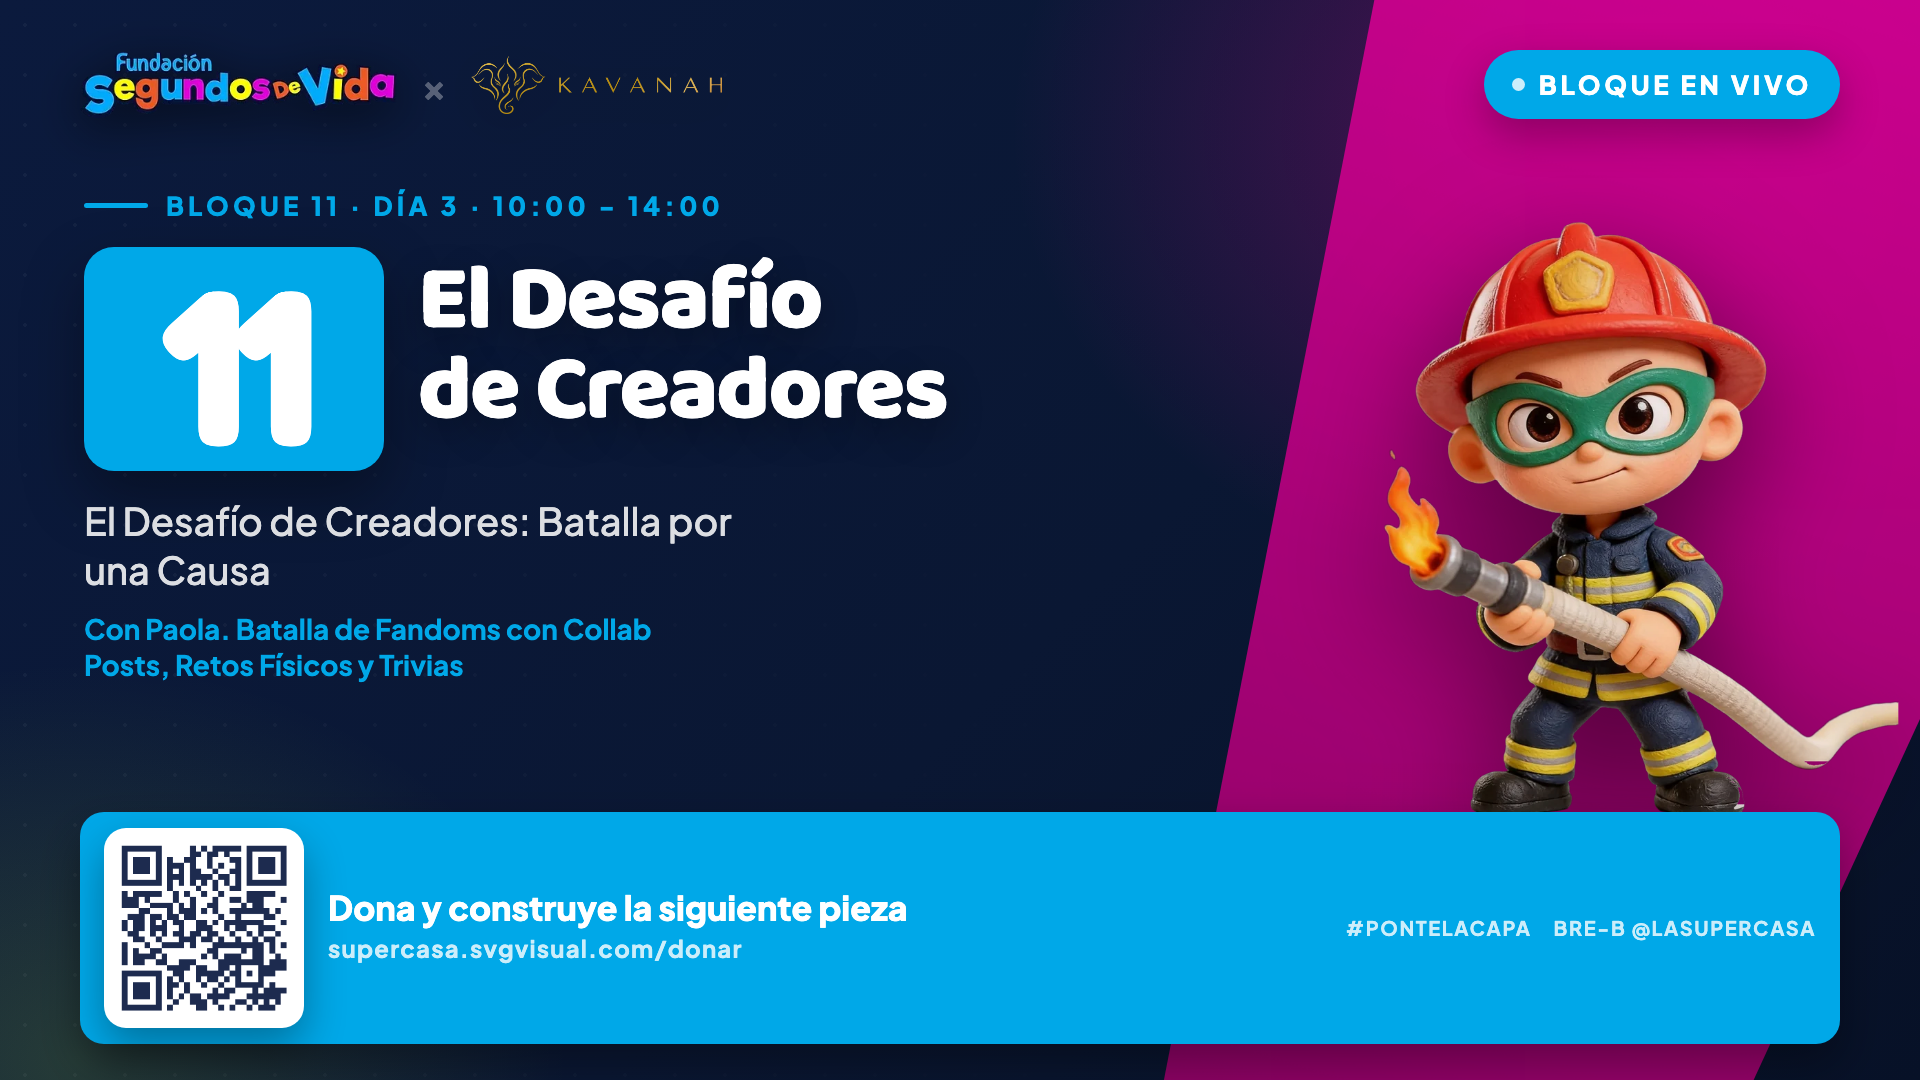 Fundación
Segundos De Vida × KAVANAH
BLOQUE EN VIVO
BLOQUE 11 · DÍA 3 · 10:00 – 14:00
11
El Desafío
de Creadores
El Desafío de Creadores: Batalla por
una Causa
Con Paola. Batalla de Fandoms con Collab
Posts, Retos Físicos y Trivias
Dona y construye la siguiente pieza
supercasa.svgvisual.com/donar
#PONTELACAPA BRE-B @LASUPERCASA